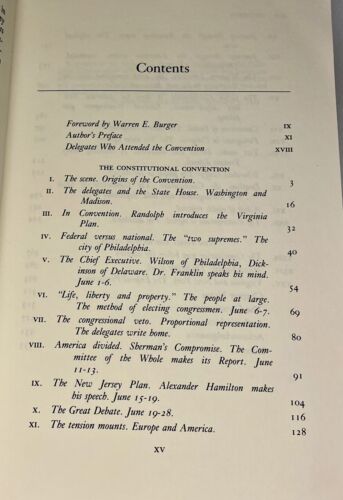 Contents
Foreword by Warren E. Burger ix
Author's Preface xi
Delegates Who Attended the Convention xviii
THE CONSTITUTIONAL CONVENTION
I. The scene. Origins of the Convention. 3
II. The delegates and the State House. Washington and
Madison. 16
III. In Convention. Randolph introduces the Virginia
Plan. 32
IV. Federal versus national. The "two supremes." The
city of Philadelphia. 40
V. The Chief Executive. Wilson of Philadelphia, Dick-
inson of Delaware. Dr. Franklin speaks his mind.
June 1-6. 54
VI. "Life, liberty and property." The people at large.
The method of electing congressmen. June 6-7. 69
VII. The congressional veto. Proportional representation.
The delegates write home. 80
VIII. America divided. Sherman's Compromise. The Com-
mittee of the Whole makes its Report. June
11-13. 91
IX. The New Jersey Plan. Alexander Hamilton makes
his speech. June 15-19. 104
X. The Great Debate. June 19-28. 116
XI. The tension mounts. Europe and America. 128
XV